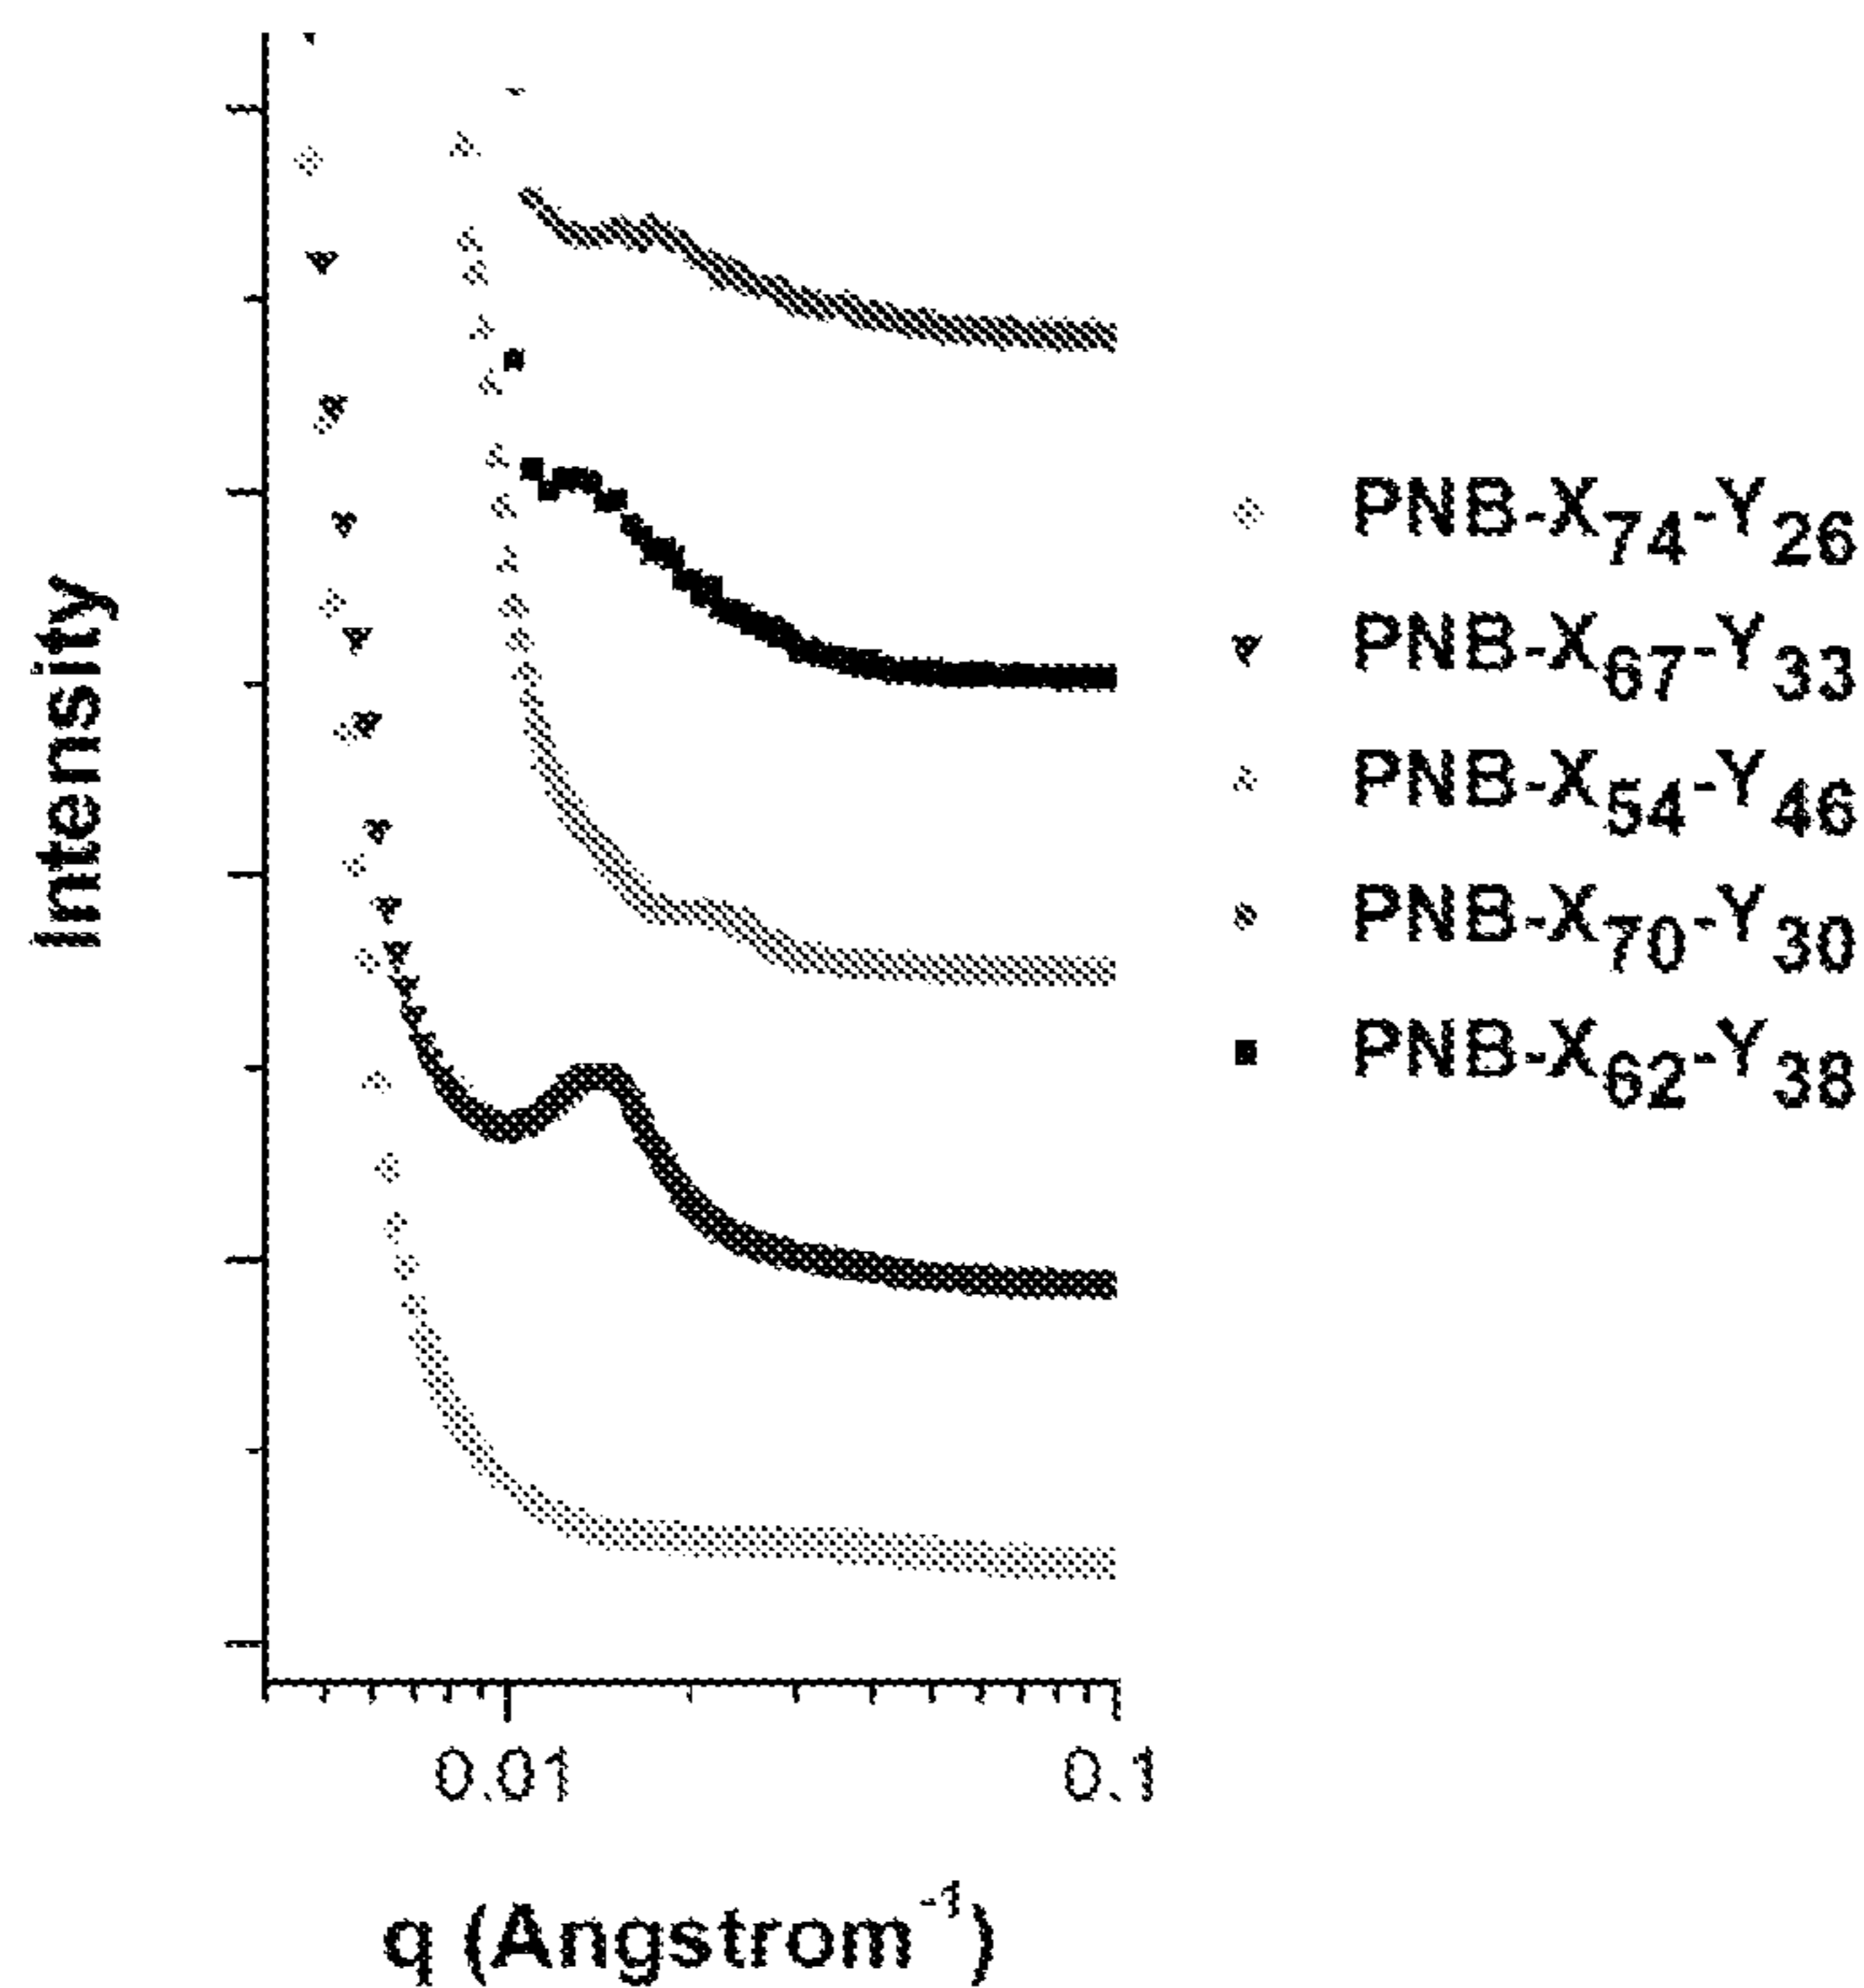 Intensity
PNB-X74-Y26
PNB-X67-Y33
PNB-X54-Y46
PNB-X70-Y30
PNB-X62-Y38
0.01
0.1
q (Angstrom-1)